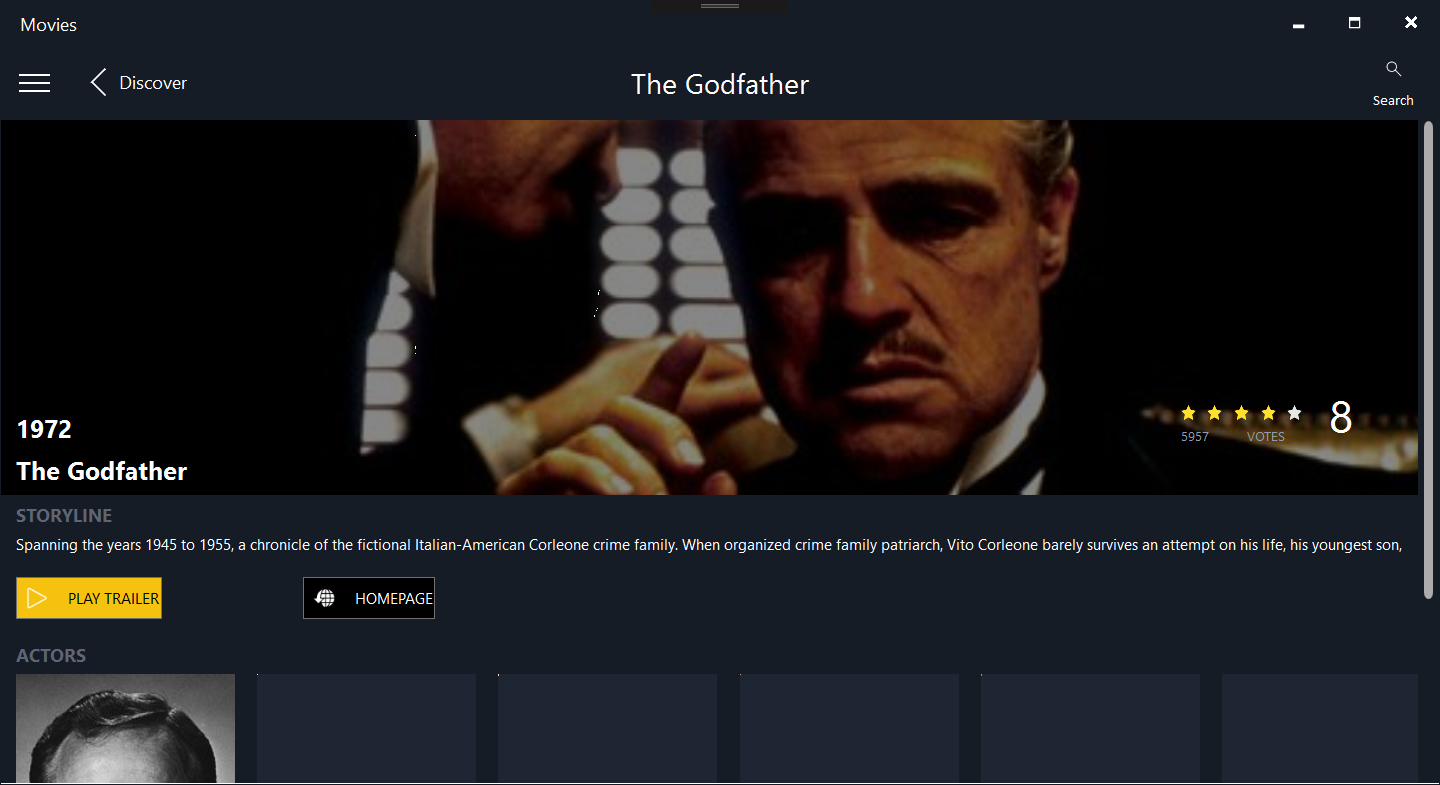 Movies
Discover
The Godfather
Search
1972
The Godfather
8
5957 VOTES
STORYLINE
Spanning the years 1945 to 1955, a chronicle of the fictional Italian-American Corleone crime family. When organized crime family patriarch, Vito Corleone barely survives an attempt on his life, his youngest son,
PLAY TRAILER
HOMEPAGE
ACTORS